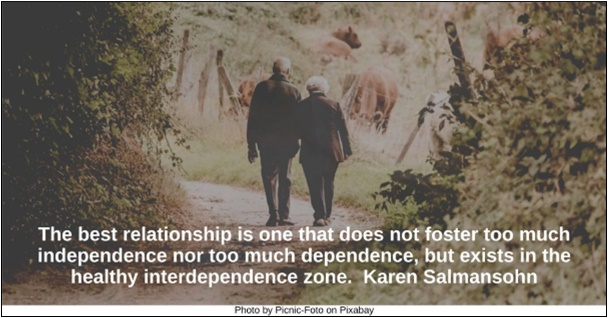 The best relationship is one that does not foster too much
independence nor too much dependence, but exists in the
healthy interdependence zone.  Karen Salmansohn
Photo by Picnic-Foto on Pixabay